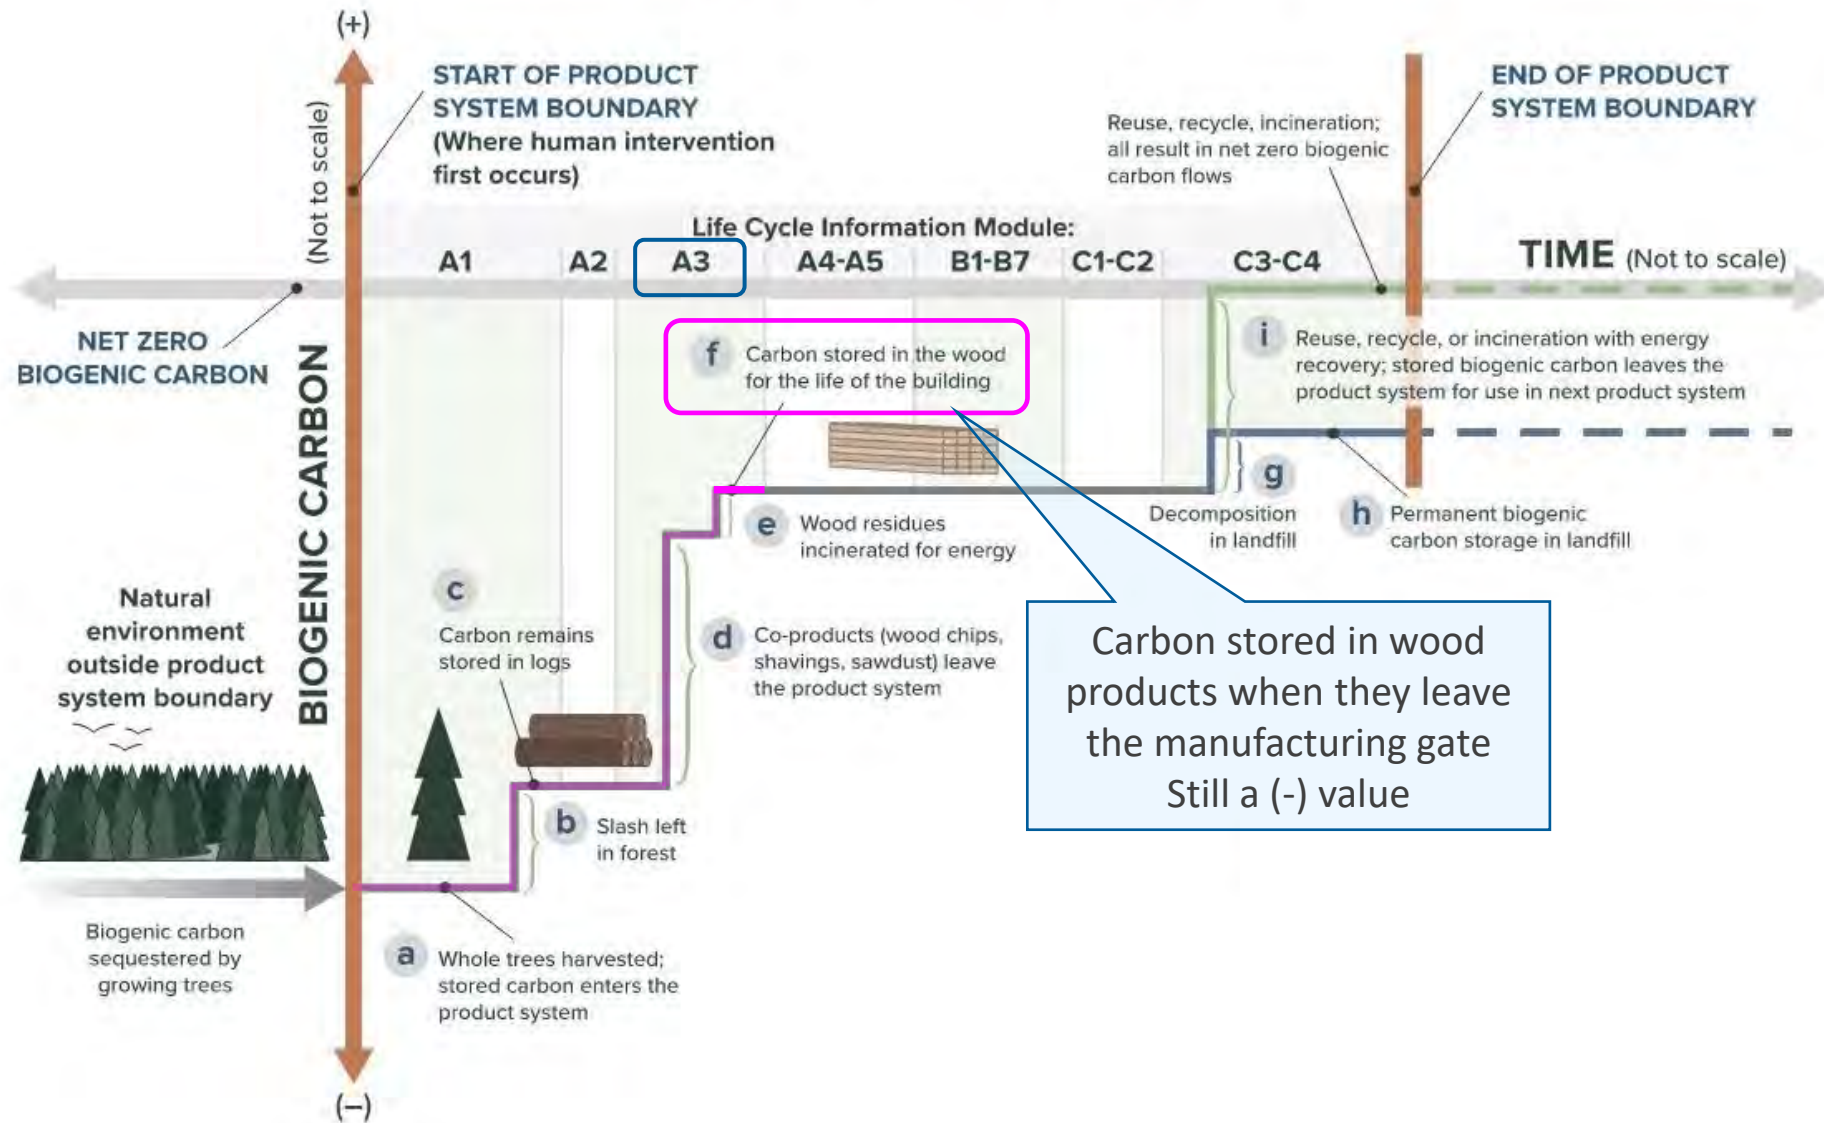 (+)
START OF PRODUCT
SYSTEM BOUNDARY
(Where human intervention
first occurs)
(Not to scale)
END OF PRODUCT
SYSTEM BOUNDARY
Reuse, recycle, incineration;
all result in net zero biogenic
carbon flows
Life Cycle Information Module:
A1
A2
A3
A4-A5
B1-B7
C1-C2
C3-C4
TIME (Not to scale)
NET ZERO
BIOGENIC CARBON
BIOGENIC CARBON
f
Carbon stored in the wood
for the life of the building
i
Reuse, recycle, or incineration with energy
recovery; stored biogenic carbon leaves the
product system for use in next product system
g
Decomposition
in landfill
h
Permanent biogenic
carbon storage in landfill
e
Wood residues
incinerated for energy
Natural
environment
outside product
system boundary
c
Carbon remains
stored in logs
d
Co-products (wood chips,
shavings, sawdust) leave
the product system
Carbon stored in wood
products when they leave
the manufacturing gate
Still a (-) value
b
Slash left
in forest
Biogenic carbon
sequestered by
growing trees
a
Whole trees harvested;
stored carbon enters the
product system
(−)